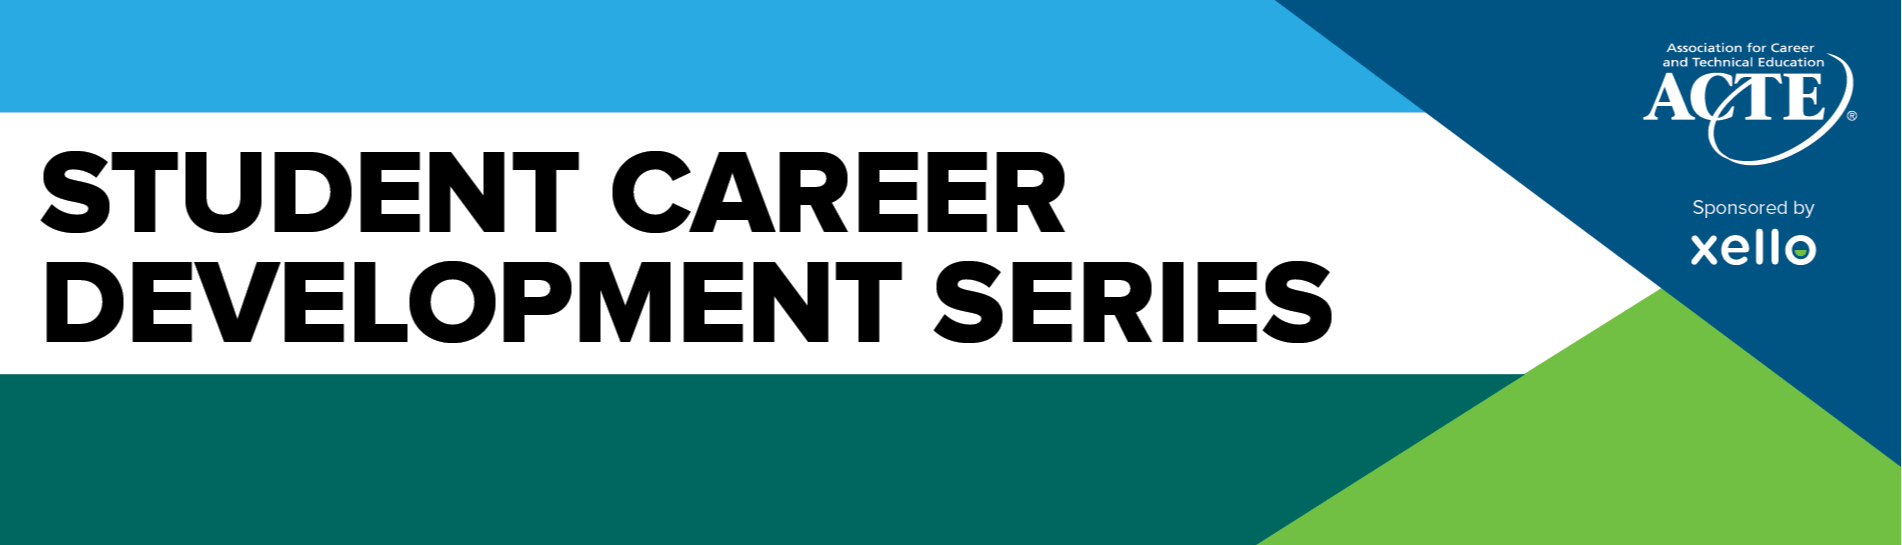 STUDENT CAREER
DEVELOPMENT SERIES
Association for Career
and Technical Education
ACTE®
Sponsored by
xello